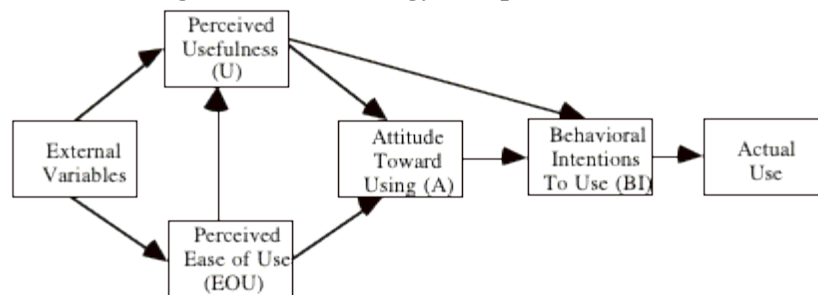 Perceived
Usefulness
(U)
External
Variables
Attitude
Toward
Using (A)
Behavioral
Intentions
To Use (BI)
Actual
Use
Perceived
Ease of Use
(EOU)